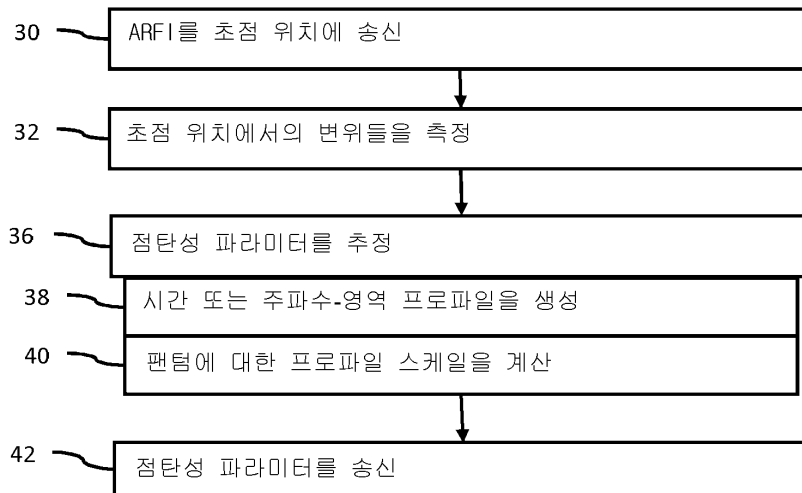 30 ARFI를 초점 위치에 송신
32 초점 위치에서의 변위들을 측정
36 점탄성 파라미터를 추정
38 시간 또는 주파수-영역 프로파일을 생성
40 팬텀에 대한 프로파일 스케일을 계산
42 점탄성 파라미터를 송신